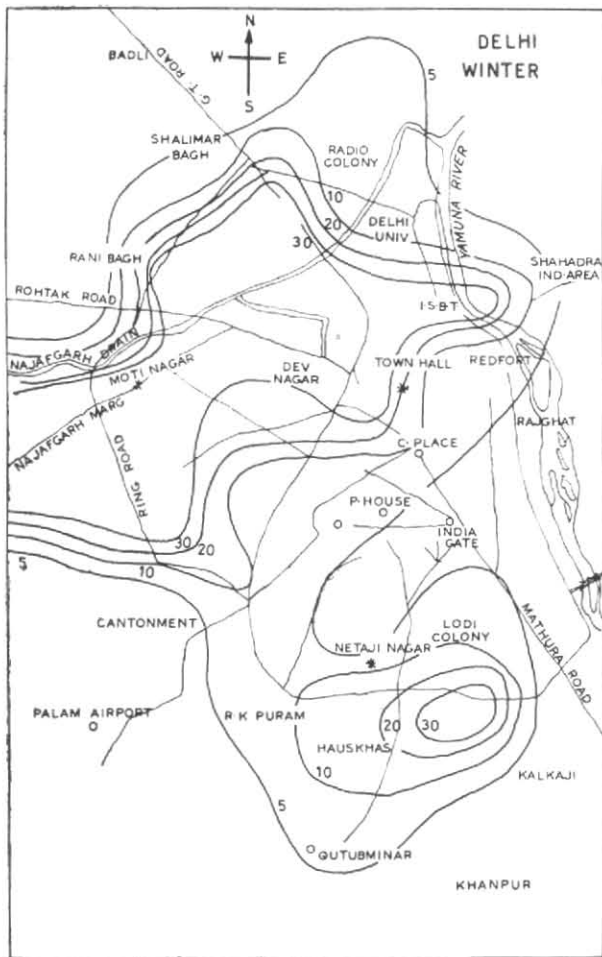 DELHI
WINTER
N
W E
S
BADLI
G.T. ROAD
5
SHALIMAR
BAGH
RADIO
COLONY
10
20
30
DELHI
UNIV.
YAMUNA RIVER
RANI BAGH
SHAHADRA
IND·AREA
ROHTAK ROAD
I·S·B·T
NAJAFGARH DRAIN
MOTI NAGAR
DEV
NAGAR
TOWN HALL
REDFORT
NAJAFGARH MARG
RING ROAD
RAJGHAT
C·PLACE
P·HOUSE
INDIA
GATE
30
20
5
10
CANTONMENT
LODI
COLONY
MATHURA ROAD
NETAJI NAGAR
PALAM AIRPORT
R·K PURAM
20
30
HAUSKHAS
10
KALKAJI
5
QUTUBMINAR
KHANPUR